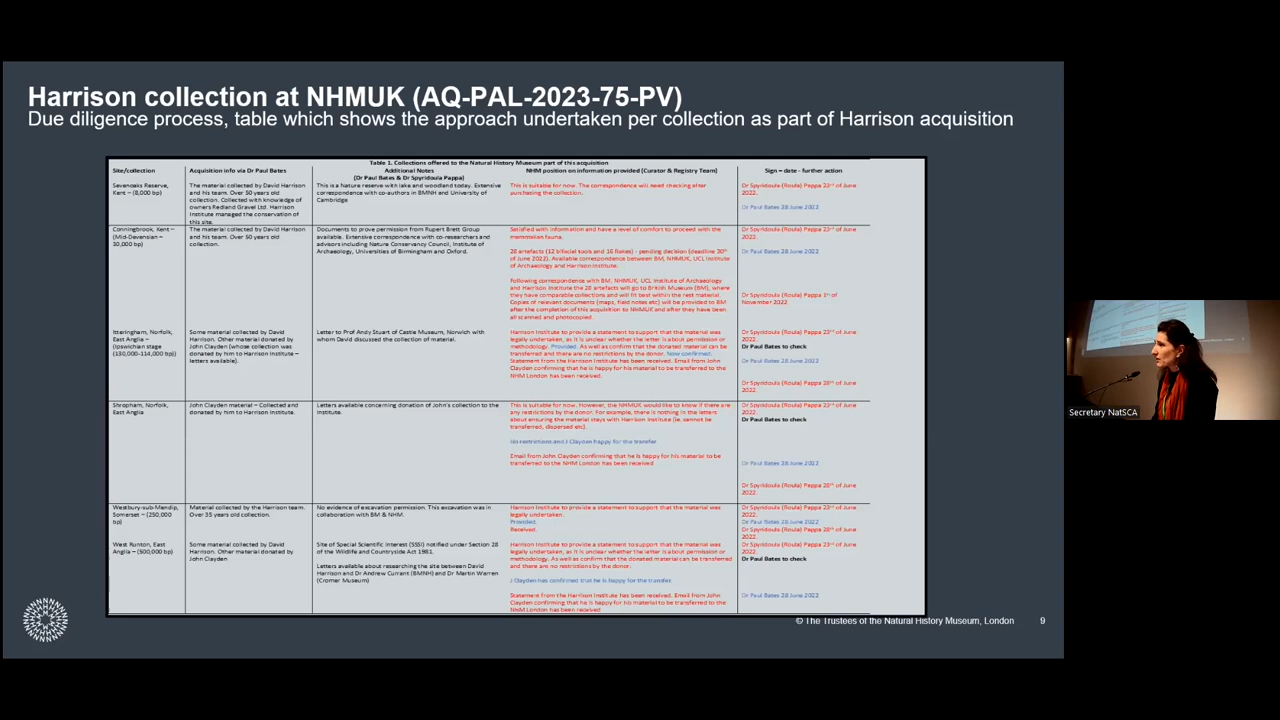 Harrison collection at NHMUK (AQ-PAL-2023-75-PV)
Due diligence process, table which shows the approach undertaken per collection as part of Harrison acquisition
Table 1. Collections offered to the Natural History Museum part of this acquisition
Site/collection
Acquisition info via Dr Paul Bates
Additional Notes
(Dr Paul Bates & Dr Spyridoula Pappa)
NHM position on information provided (Curator & Registry Team)
Sign – date - further action
Sevenoaks Reserve,
Kent – (8,000 bp)
The material collected by David Harrison
and his team. Over 50 years old
collection. Collected with knowledge of
owners Redland Gravel Ltd. Harrison
Institute managed the conservation of
this site.
This is a Nature reserve with lake and woodland today. Extensive
correspondence with co-authors in BMNH and University of
Cambridge
This is suitable for now. The correspondence will need checking after
purchasing the collection.
Dr Spyridoula (Roula) Pappa 23rd of June
2022.
Dr Paul Bates 28 June 2022
Conningbrook, Kent –
(Mid-Devensian –
30,000 bp)
The material collected by David Harrison
and his team. Over 50 year old
collection.
Documents to prove permission from Rupert Brett Group
available. Extensive correspondence with co-researchers and
advisors including Nature Conservancy Council, Institute of
Archaeology, Universities of Birmingham and Oxford.
Satisfied with information and have a level of comfort to proceed with the
mammalian fauna.
28 artefacts (12 bifacial tools and 16 flakes) - pending decision (deadline 30th
of June 2022). Available correspondence between BM, NHMUK, UCL Institute
of Archaeology and Harrison Institute.
Following correspondence with BM, NHMUK, UCL Institute of Archaeology
and Harrison Institute the 28 artefacts will go to British Museum (BM), where
they have comparable collections and will fit best within the rest material.
Copies of relevant documents (maps, field notes etc) will be provided to BM
after the completion of this acquisition to NHMUK and after they have been
all scanned and photocopied.
Dr Spyridoula (Roula) Pappa 23rd of June
2022.
Dr Paul Bates 28 June 2022
Dr Spyridoula (Roula) Pappa 1st of
November 2022
Itteringham, Norfolk,
East Anglia –
(Ipswichian stage
(130,000-114,000 bp))
Some material collected by David
Harrison. Other material donated by
John Clayden (whose collection was
donated by him to Harrison Institute –
letters available).
Letter to Prof Andy Stuart of Castle Museum, Norwich with
whom David discussed the collection of material.
Harrison Institute to provide a statement to support that the material was
legally undertaken, as it is unclear whether the letter is about permission or
methodology. Provided. As well as confirm that the donated material can be
transferred and there are no restrictions by the donor. Now confirmed.
Statement from the Harrison Institute has been received. Email from John
Clayden confirming that he is happy for his material to be transferred to the
NHM London has been received.
Dr Spyridoula (Roula) Pappa 23rd of June
2022.
Dr Paul Bates to check
Dr Paul Bates 28 June 2022
Dr Spyridoula (Roula) Pappa 28th of June
2022.
Shropham, Norfolk,
East Anglia
John Clayden material – Collected and
donated by him to Harrison Institute.
Letters available concerning donation of John's collection to the
Institute.
This is suitable for now. However, the NHMUK would like to know if there are
any restrictions by the donor. For example, there is nothing in the letters
about ensuring the material stays with Harrison Institute (ie. cannot be
transferred, dispersed etc).
No restrictions and J Clayden happy for the transfer.
Email from John Clayden confirming that he is happy for his material to be
transferred to the NHM London has been received
Dr Spyridoula (Roula) Pappa 23rd of June
2022.
Dr Paul Bates to check
Dr Paul Bates 28 June 2022
Dr Spyridoula (Roula) Pappa 28th of June
2022.
Westbury-sub-Mendip,
Somerset – (250,000
bp)
Material collected by the Harrison team.
Over 35 years old collection.
No evidence of excavation permission. This excavation was in
collaboration with BM & NHM.
Harrison Institute to provide a statement to support that the material was
legally undertaken.
Provided.
Received.
Dr Spyridoula (Roula) Pappa 23rd of June
2022.
Dr Paul Bates 28 June 2022
Dr Spyridoula (Roula) Pappa 28th of June
2022.
West Runton, East
Anglia – (500,000 bp)
Some material collected by David
Harrison. Other material donated by
John Clayden
Site of Special Scientific Interest (SSSI) notified under Section 28
of the Wildlife and Countryside Act 1981.
Letters available about researching the site between David
Harrison and Dr Andrew Currant (BMNH) and Dr Martin Warren
(Cromer Museum)
Harrison Institute to provide a statement to support that the material was
legally undertaken, as it is unclear whether the letter is about permission or
methodology. As well as confirm that the donated material can be transferred
and there are no restrictions by the donor.
J Clayden has confirmed that he is happy for the transfer.
Statement from the Harrison Institute has been received. Email from John
Clayden confirming that he is happy for his material to be transferred to the
NHM London has been received
Dr Spyridoula (Roula) Pappa 23rd of June
2022.
Dr Paul Bates to check
Dr Paul Bates 28 June 2022
© The Trustees of the Natural History Museum, London
9
Secretary NatSCA